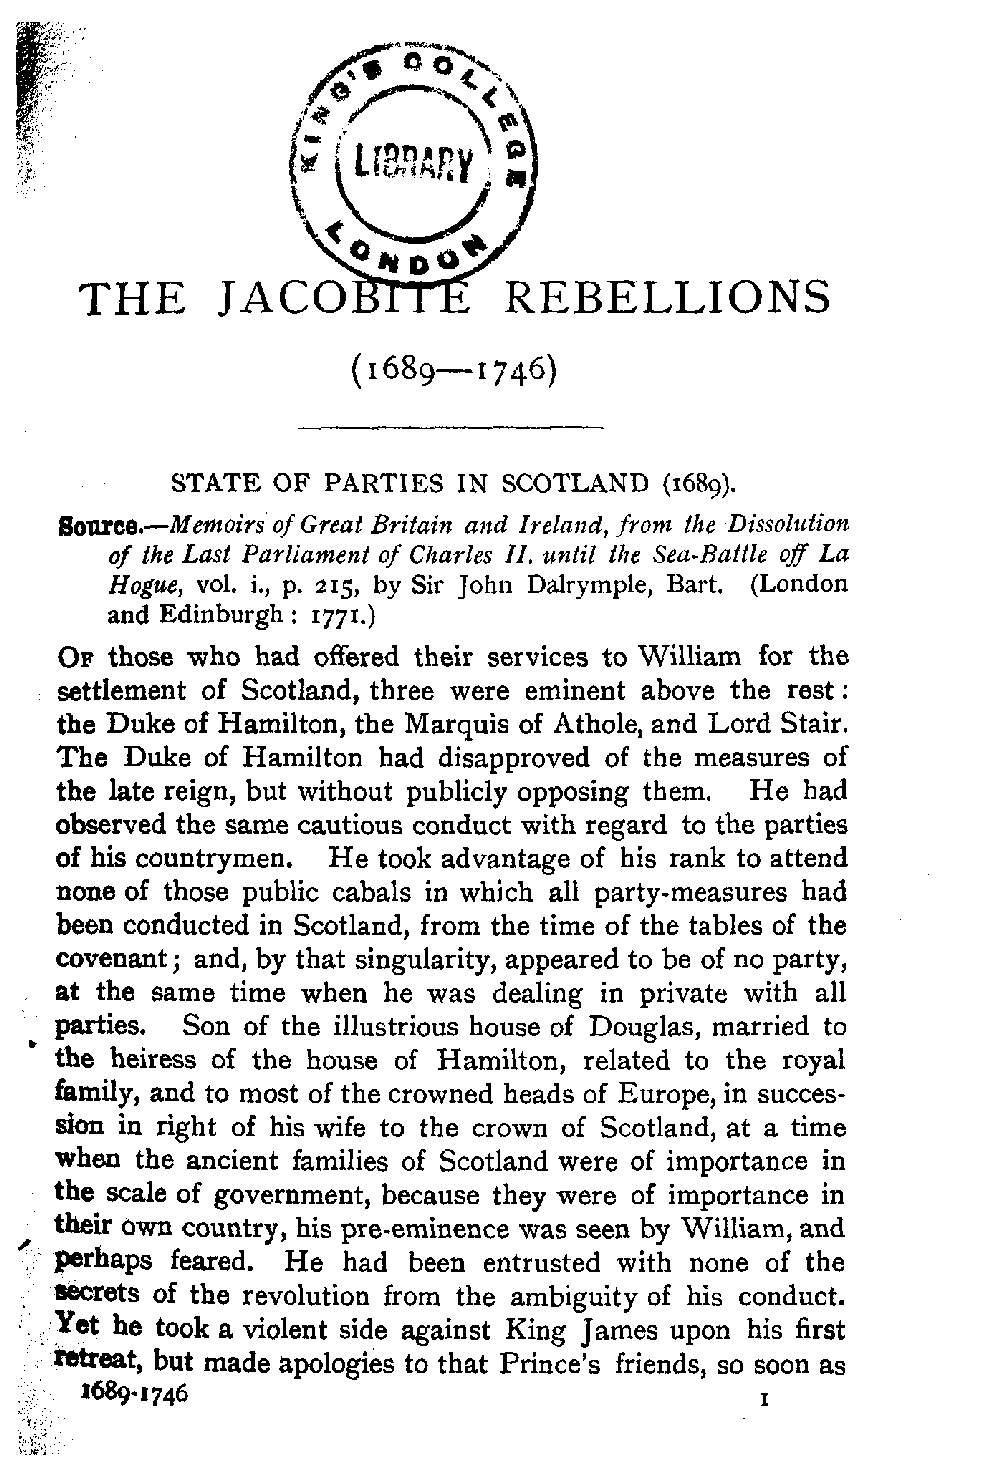 KING'S COLLEGE
LIBRARY
LONDON
THE JACOBITE REBELLIONS
(1689—1746)
STATE OF PARTIES IN SCOTLAND (1689).
Source.—Memoirs of Great Britain and Ireland, from the Dissolution
of the Last Parliament of Charles II. until the Sea-Battle off La
Hogue, vol. i., p. 215, by Sir John Dalrymple, Bart. (London
and Edinburgh: 1771.)
OF those who had offered their services to William for the
settlement of Scotland, three were eminent above the rest:
the Duke of Hamilton, the Marquis of Athole, and Lord Stair.
The Duke of Hamilton had disapproved of the measures of
the late reign, but without publicly opposing them. He had
observed the same cautious conduct with regard to the parties
of his countrymen. He took advantage of his rank to attend
none of those public cabals in which all party-measures had
been conducted in Scotland, from the time of the tables of the
covenant; and, by that singularity, appeared to be of no party,
at the same time when he was dealing in private with all
parties. Son of the illustrious house of Douglas, married to
the heiress of the house of Hamilton, related to the royal
family, and to most of the crowned heads of Europe, in succes-
sion in right of his wife to the crown of Scotland, at a time
when the ancient families of Scotland were of importance in
the scale of government, because they were of importance in
their own country, his pre-eminence was seen by William, and
perhaps feared. He had been entrusted with none of the
secrets of the revolution from the ambiguity of his conduct.
Yet he took a violent side against King James upon his first
retreat, but made apologies to that Prince's friends, so soon as
1689-1746 1